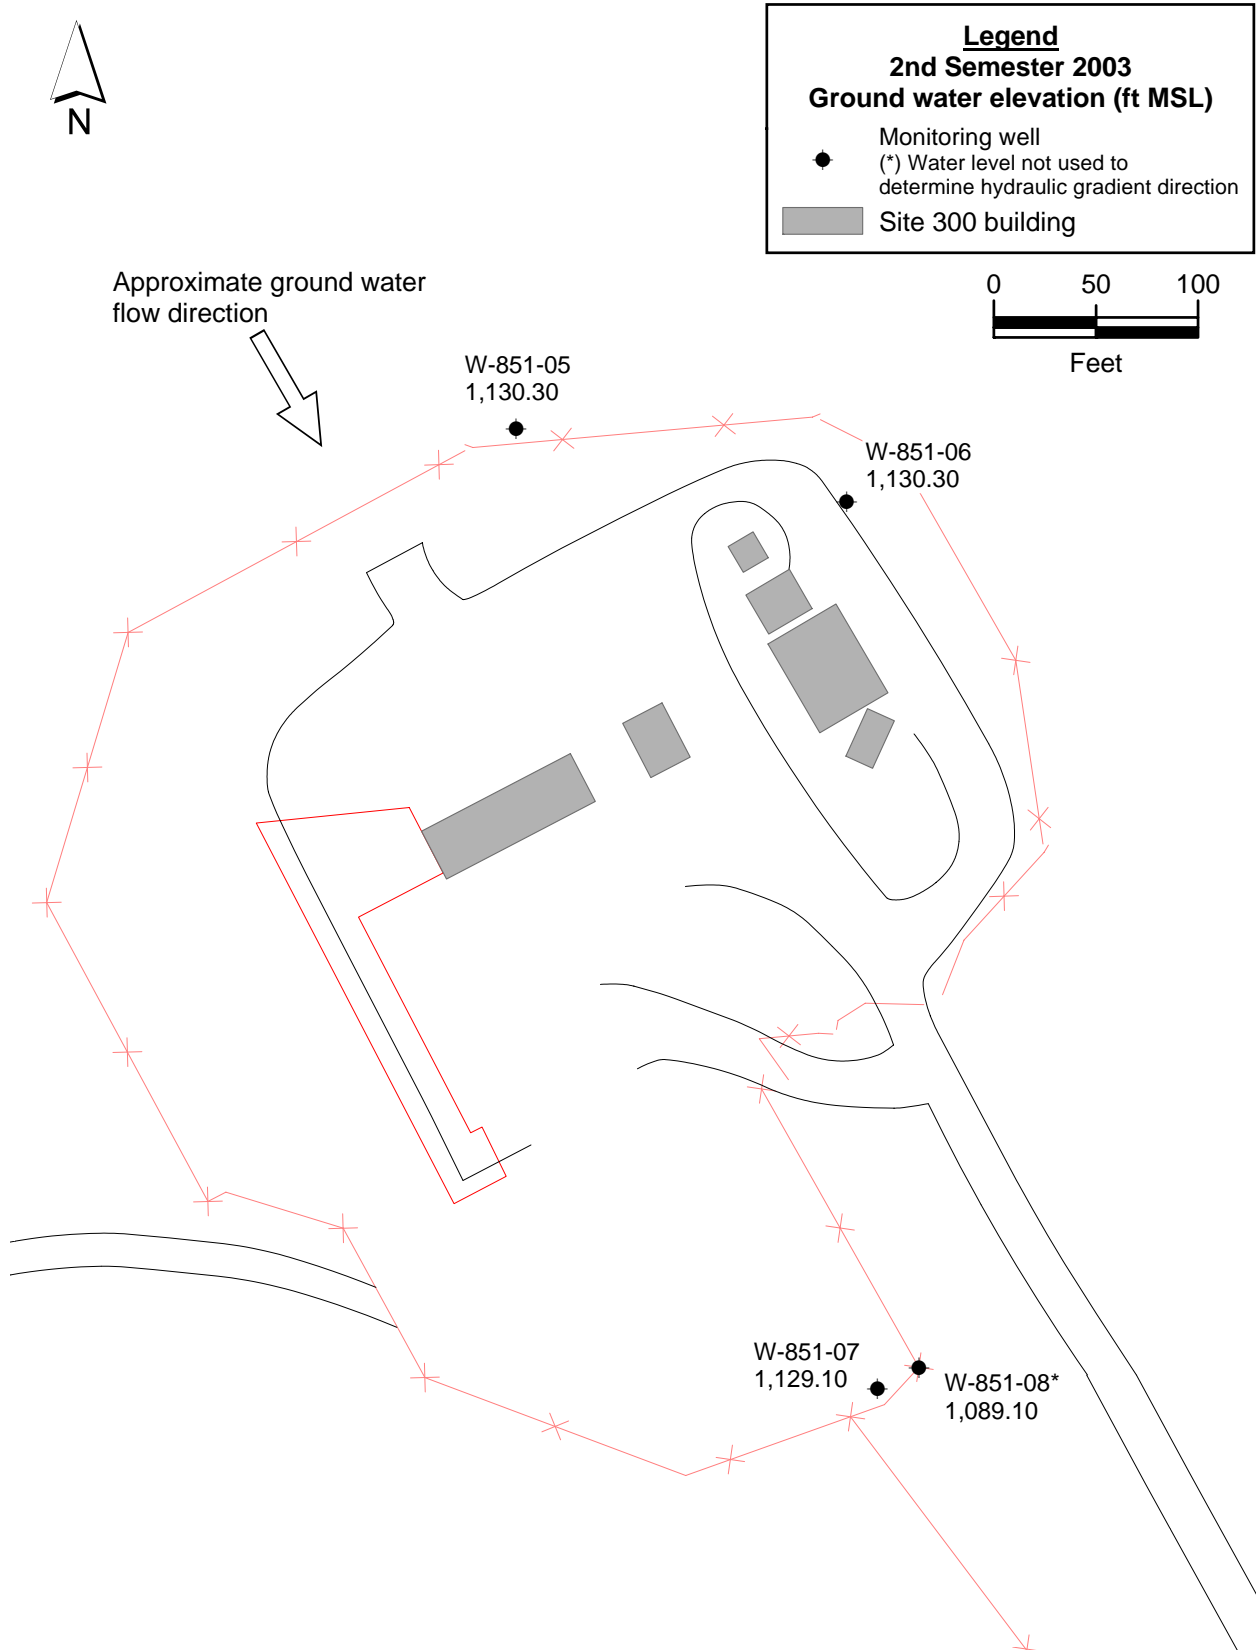 N
Legend
2nd Semester 2003
Ground water elevation (ft MSL)
Monitoring well
(*) Water level not used to
determine hydraulic gradient direction
Site 300 building
0 50 100
Feet
Approximate ground water
flow direction
W-851-05
1,130.30
W-851-06
1,130.30
W-851-07
1,129.10
W-851-08*
1,089.10